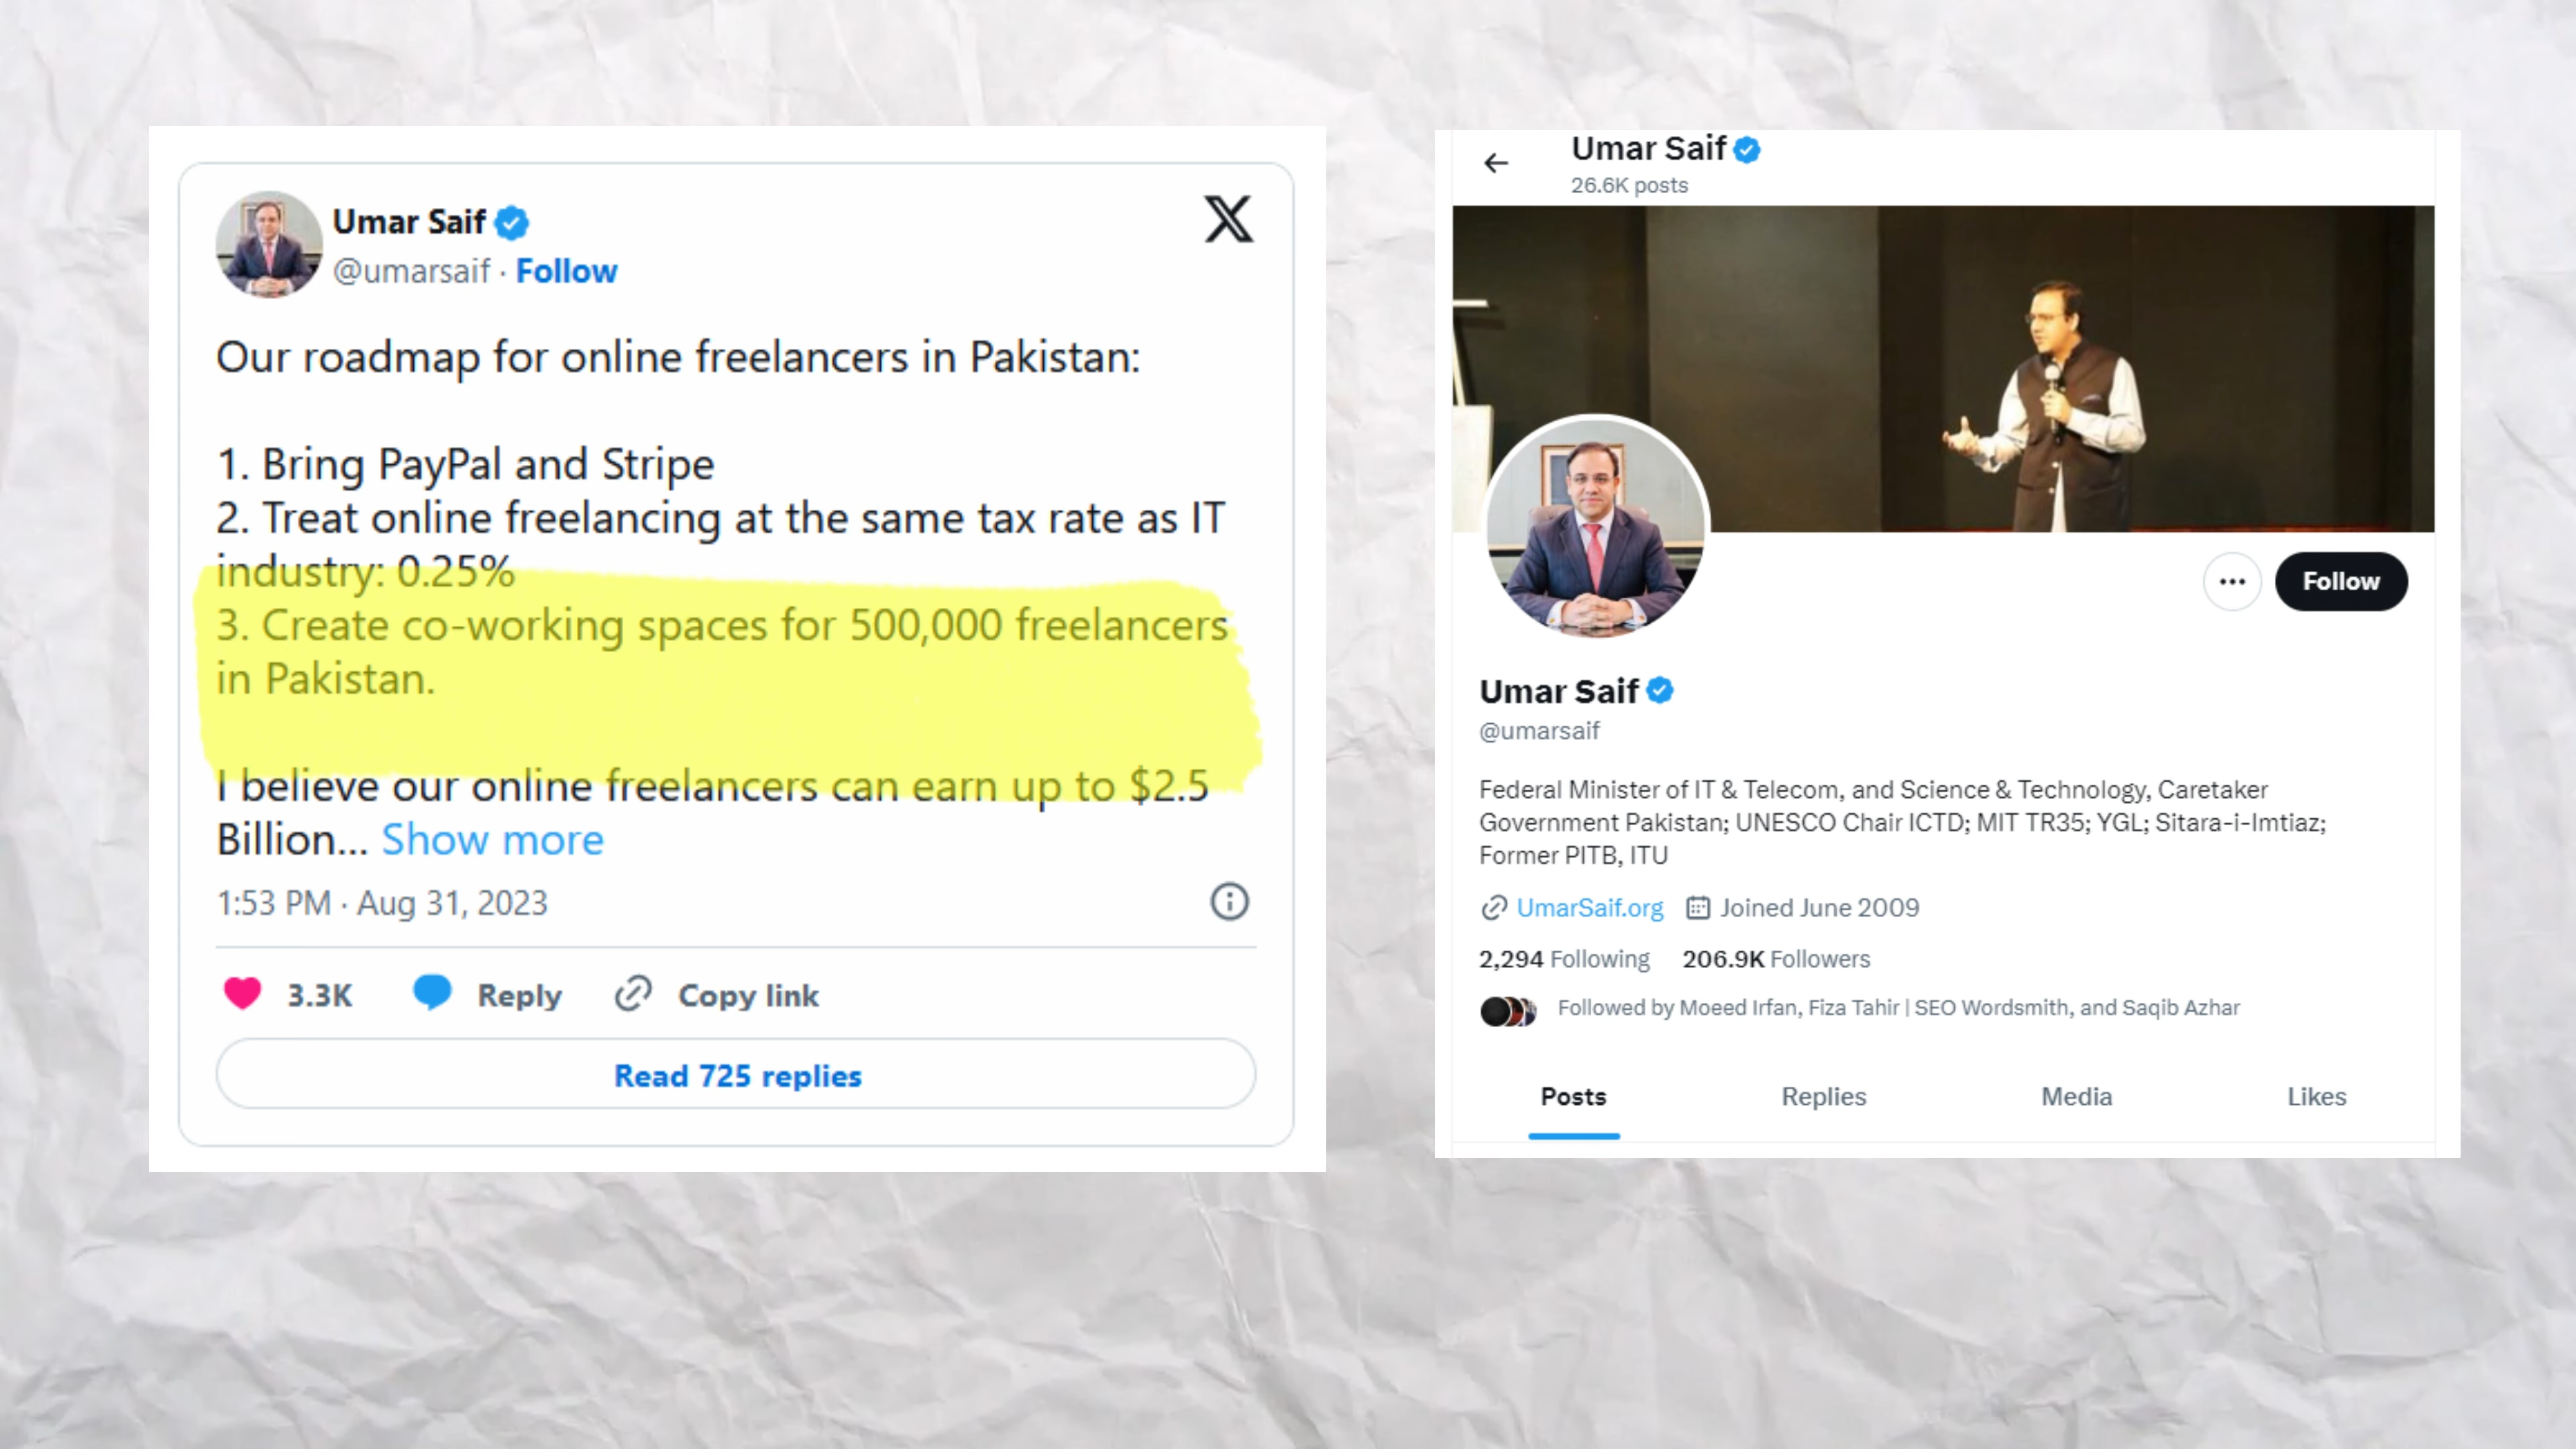 Umar Saif
@umarsaif · Follow
Our roadmap for online freelancers in Pakistan:
1. Bring PayPal and Stripe
2. Treat online freelancing at the same tax rate as IT
industry: 0.25%
3. Create co-working spaces for 500,000 freelancers
in Pakistan.
I believe our online freelancers can earn up to $2.5
Billion... Show more
1:53 PM · Aug 31, 2023
3.3K Reply Copy link
Read 725 replies
Umar Saif
26.6K posts
Follow
Umar Saif
@umarsaif
Federal Minister of IT & Telecom, and Science & Technology, Caretaker
Government Pakistan; UNESCO Chair ICTD; MIT TR35; YGL; Sitara-i-Imtiaz;
Former PITB, ITU
UmarSaif.org Joined June 2009
2,294 Following 206.9K Followers
Followed by Moeed Irfan, Fiza Tahir | SEO Wordsmith, and Saqib Azhar
Posts Replies Media Likes